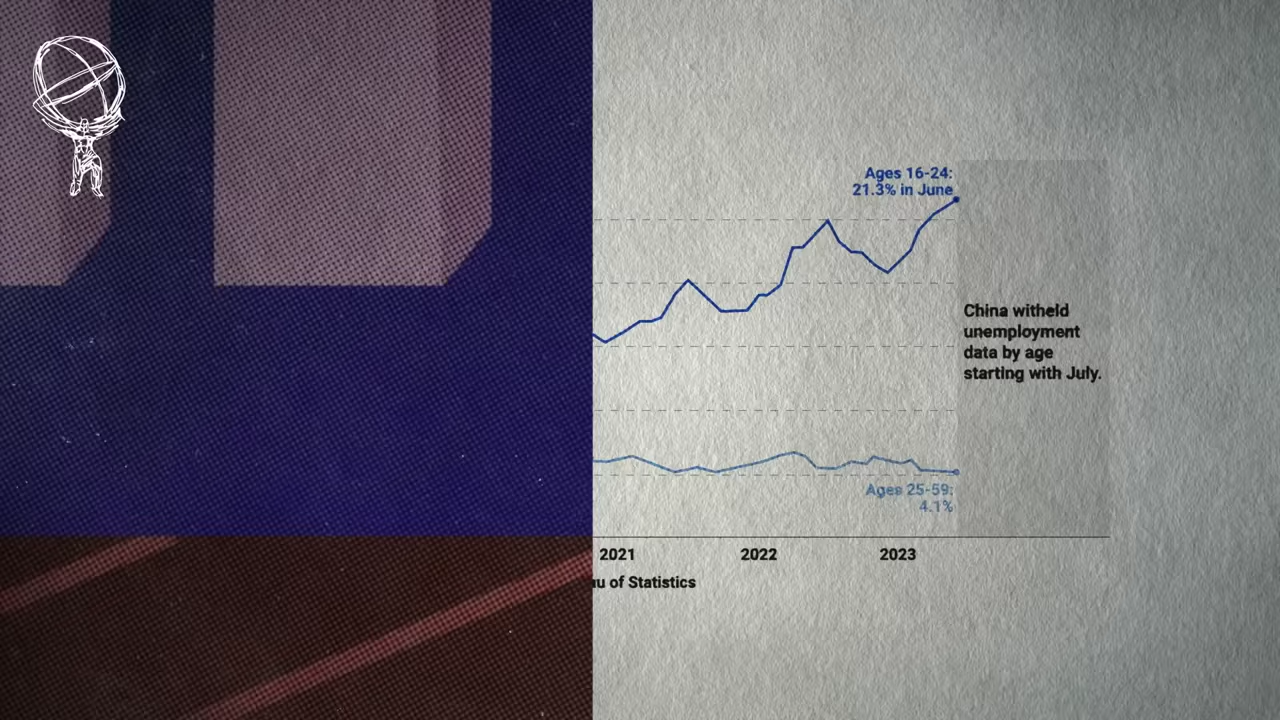 Ages 16-24:
21.3% in June
China witheld
unemployment
data by age
starting with July.
Ages 25-59:
4.1%
2021
2022
2023
u of Statistics